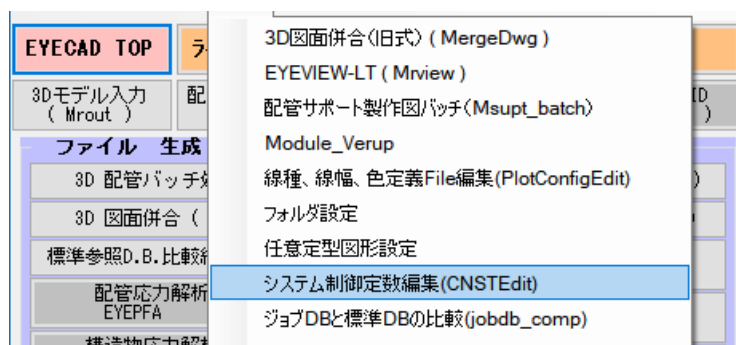 EYECAD TOP
3Dモデル入力
( Mrout )
配
ファイル 生成
3D 配管バッチ
3D 図面併合 (
標準参照D.B.比較
配管応力解析
EYEPFA
3D図面併合(旧式) ( MergeDwg )
EYEVIEW-LT ( Mrview )
配管サポート製作図バッチ(Msupt_batch)
Module_Verup
線種、線幅、色定義File編集(PlotConfigEdit)
フォルダ設定
任意定型図形設定
システム制御定数編集(CNSTEdit)
ジョブDBと標準DBの比較(jobdb_comp)
ID
)